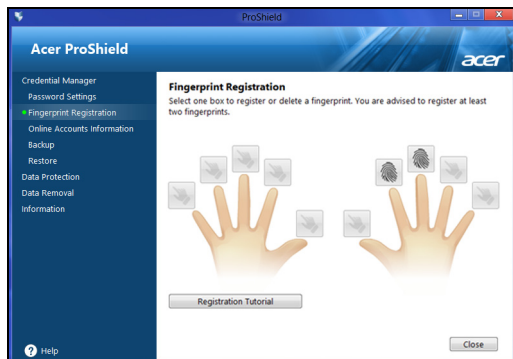 ProShield
Acer ProShield
acer
Credential Manager
Password Settings
Fingerprint Registration
Online Accounts Information
Backup
Restore
Data Protection
Data Removal
Information
Fingerprint Registration
Select one box to register or delete a fingerprint. You are advised to register at least
two fingerprints.
Registration Tutorial
? Help
Close